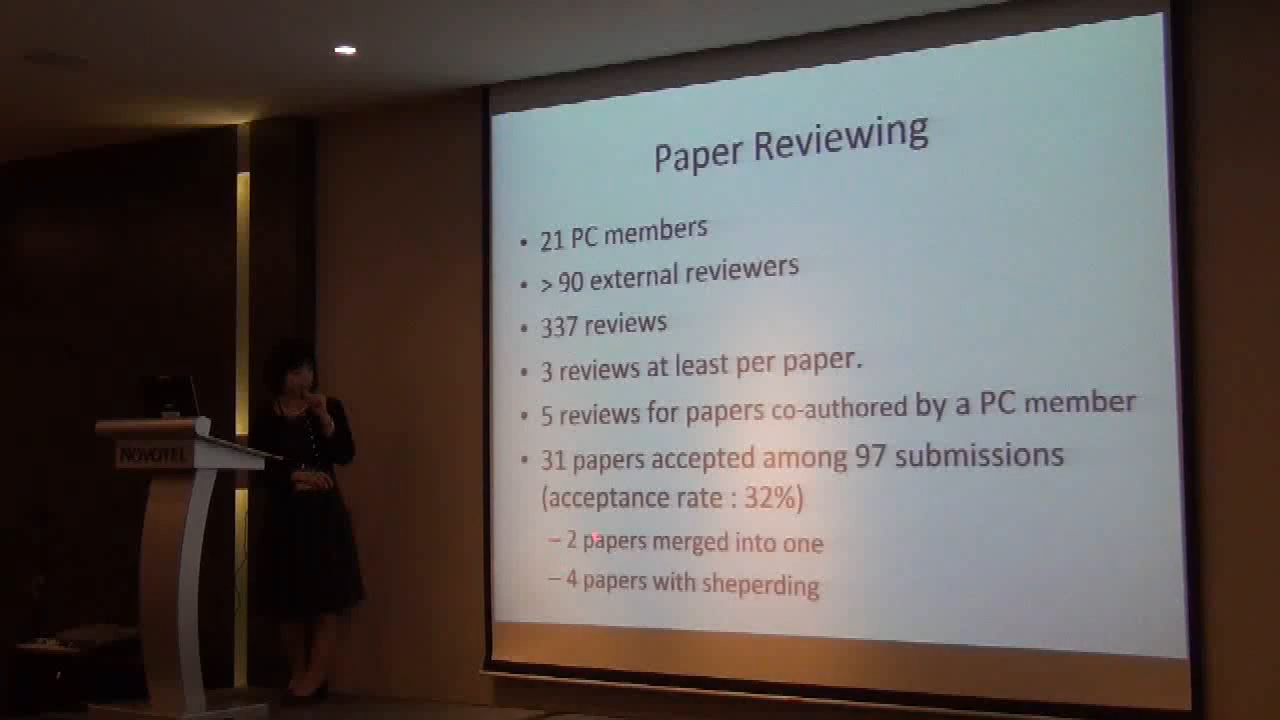 Paper Reviewing
• 21 PC members
• > 90 external reviewers
• 337 reviews
• 3 reviews at least per paper.
• 5 reviews for papers co-authored by a PC member
• 31 papers accepted among 97 submissions
(acceptance rate : 32%)
– 2 papers merged into one
– 4 papers with sheperding
NOVOTEL